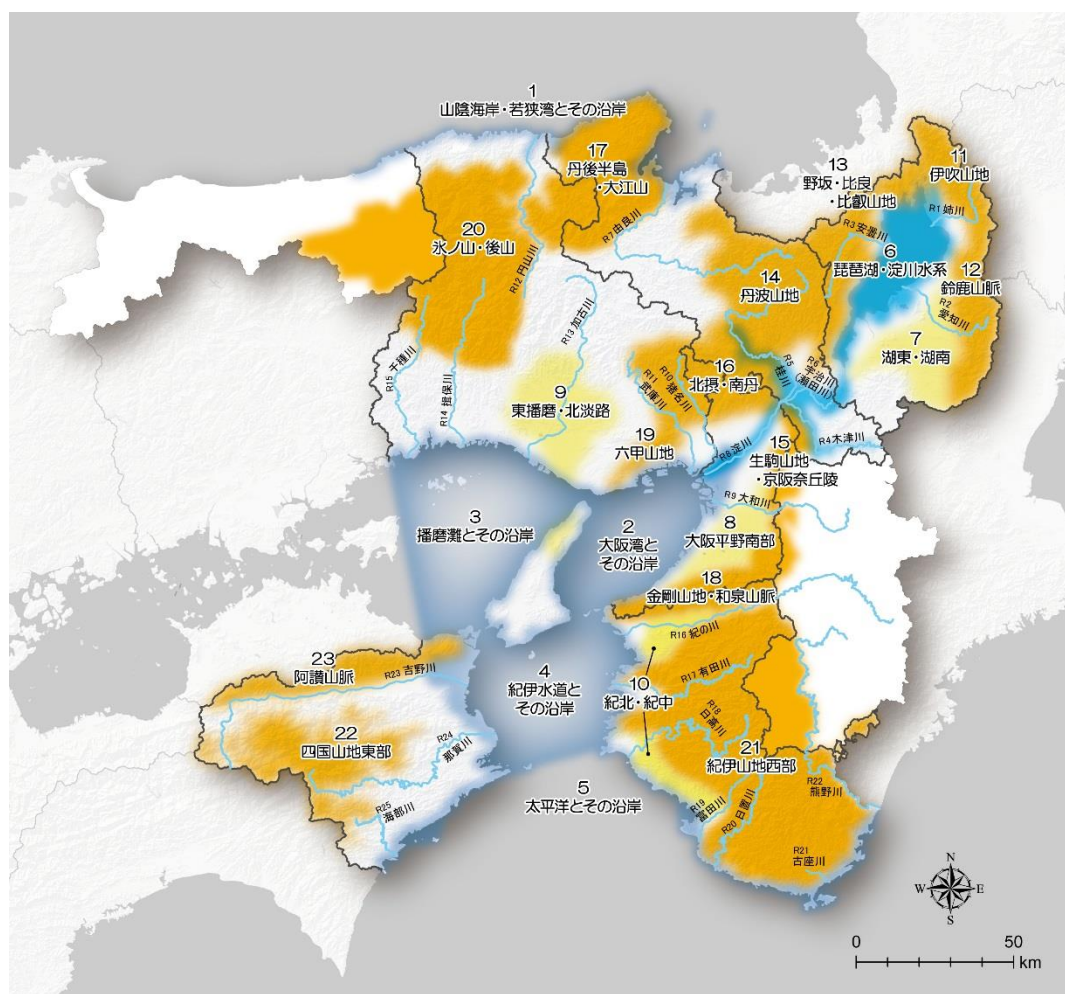 1
山陰海岸・若狭湾とその沿岸
17
丹後半島
・大江山
13
野坂・比良
・比叡山地
11
伊吹山地
R1 姉川
R3 安曇川
6
琵琶湖・淀川水系
12
鈴鹿山脈
R2
愛知川
7
湖東・湖南
20
氷ノ山・後山
R7 由良川
R12 円山川
14
丹波山地
R13 加古川
R15 千種川
R14 揖保川
9
東播磨・北淡路
R11
武庫川
R10 猪名川
16
北摂・南丹
R5
桂川
R6
宇治川
(瀬田川)
19
六甲山地
R8 淀川
R4 木津川
15
生駒山地
・京阪奈丘陵
R9 大和川
3
播磨灘とその沿岸
2
大阪湾と
その沿岸
8
大阪平野南部
18
金剛山地・和泉山脈
R16 紀の川
23
阿讃山脈
R23 吉野川
4
紀伊水道と
その沿岸
10
紀北・紀中
R17 有田川
R18
日高川
22
四国山地東部
R24
那賀川
21
紀伊山地西部
R25
海部川
5
太平洋とその沿岸
R19
富田川
R20 日置川
R22
熊野川
R21
古座川
N
W E
S
0 50
km